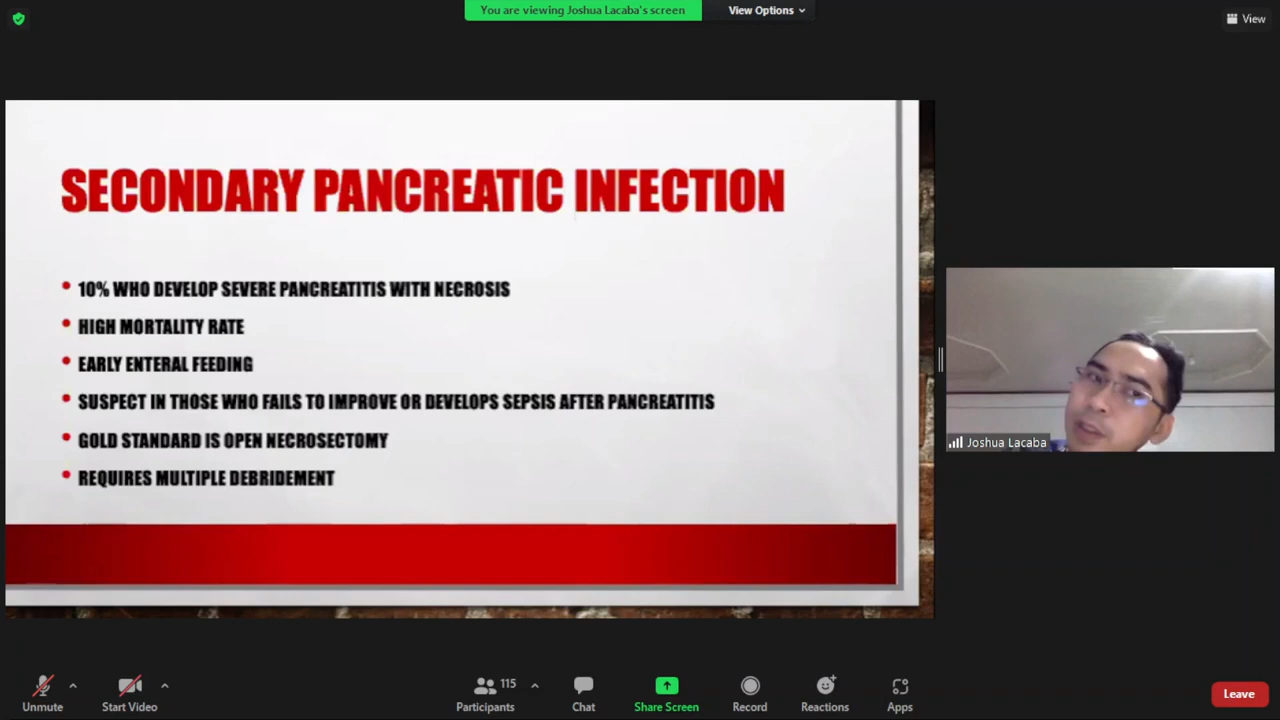 You are viewing Joshua Lacaba's screen
View Options
View
SECONDARY PANCREATIC INFECTION
10% WHO DEVELOP SEVERE PANCREATITIS WITH NECROSIS
HIGH MORTALITY RATE
EARLY ENTERAL FEEDING
SUSPECT IN THOSE WHO FAILS TO IMPROVE OR DEVELOPS SEPSIS AFTER PANCREATITIS
GOLD STANDARD IS OPEN NECROSECTOMY
REQUIRES MULTIPLE DEBRIDEMENT
Joshua Lacaba
Unmute
Start Video
115
Participants
Chat
Share Screen
Record
Reactions
Apps
Leave